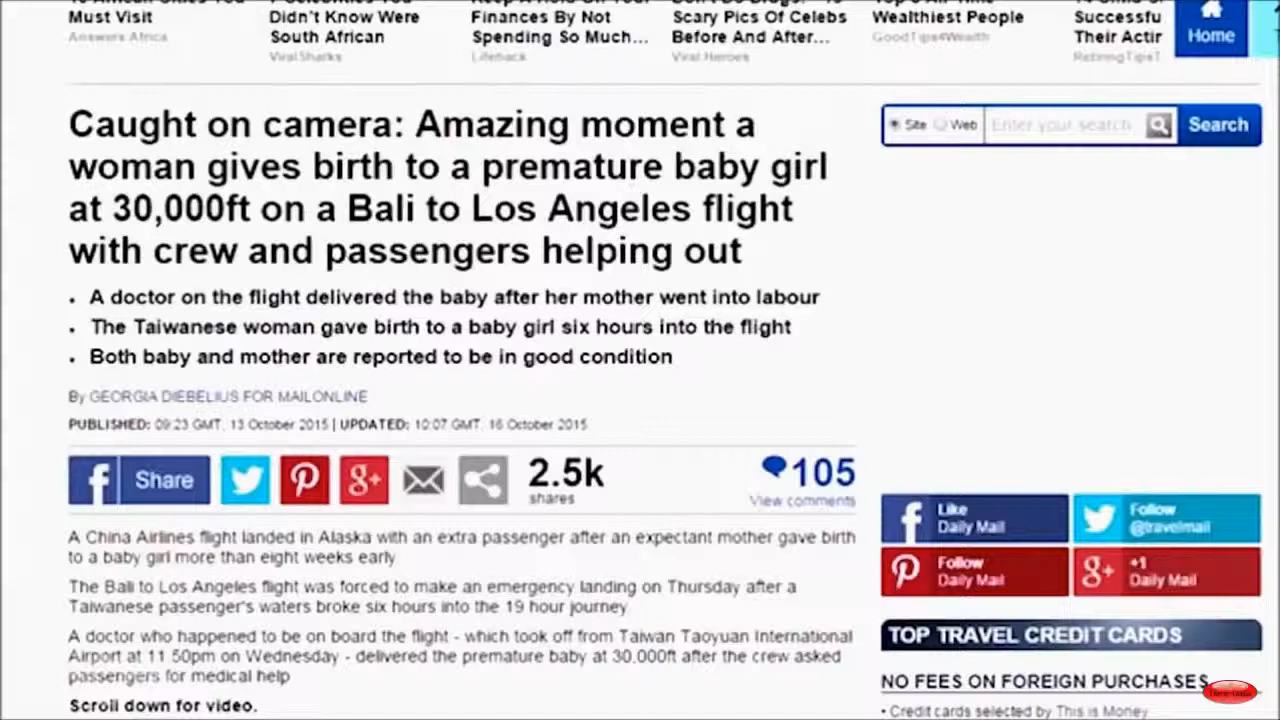 Must Visit
Answers Africa
Didn't Know Were
South African
ViralSharks
Finances By Not
Spending So Much...
Lifehack
Scary Pics Of Celebs
Before And After...
Viral Heroes
Wealthiest People
GoodTips4Wealth
Successfu
Their Actir
RetiringTipsT
Home
Caught on camera: Amazing moment a
woman gives birth to a premature baby girl
at 30,000ft on a Bali to Los Angeles flight
with crew and passengers helping out
• A doctor on the flight delivered the baby after her mother went into labour
• The Taiwanese woman gave birth to a baby girl six hours into the flight
• Both baby and mother are reported to be in good condition
By GEORGIA DIEBELIUS FOR MAILONLINE
PUBLISHED: 09:23 GMT, 13 October 2015 | UPDATED: 10:07 GMT, 16 October 2015
Share
2.5k
shares
105
View comments
A China Airlines flight landed in Alaska with an extra passenger after an expectant mother gave birth
to a baby girl more than eight weeks early
The Bali to Los Angeles flight was forced to make an emergency landing on Thursday after a
Taiwanese passenger's waters broke six hours into the 19 hour journey
A doctor who happened to be on board the flight - which took off from Taiwan Taoyuan International
Airport at 11.50pm on Wednesday - delivered the premature baby at 30,000ft after the crew asked
passengers for medical help
Scroll down for video.
Site Web Enter your search Search
Like
Daily Mail
Follow
@travelmail
Follow
Daily Mail
+1
Daily Mail
TOP TRAVEL CREDIT CARDS
NO FEES ON FOREIGN PURCHASES
• Credit cards selected by This is Money